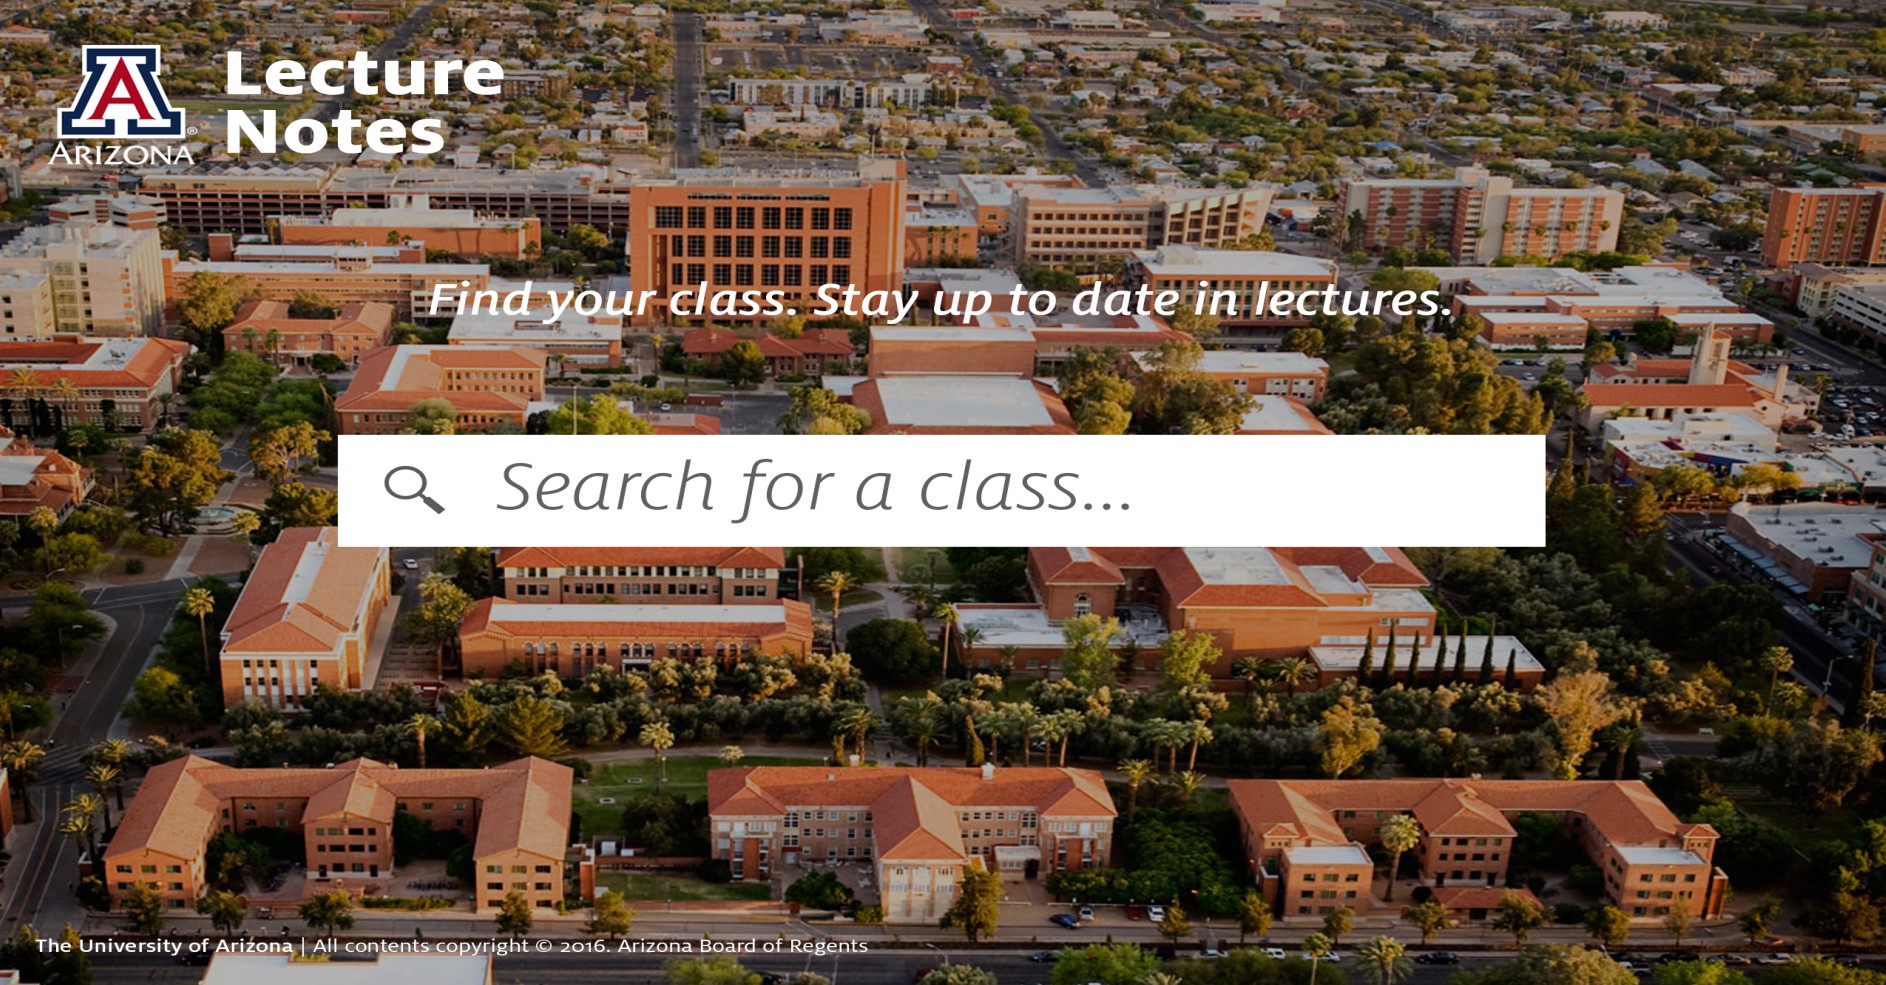 A®
ARIZONA
Lecture
Notes
Find your class. Stay up to date in lectures.
Search for a class...
The University of Arizona | All contents copyright © 2016. Arizona Board of Regents